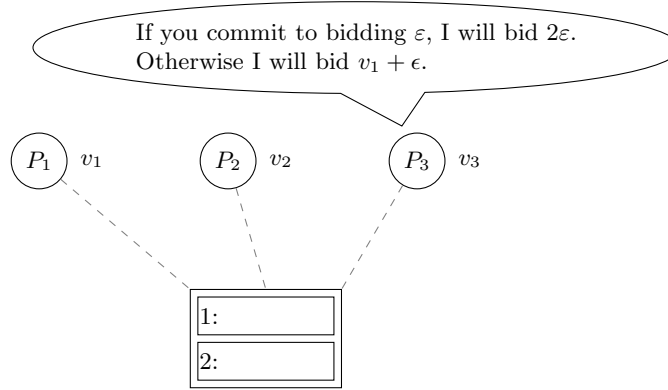 If you commit to bidding ε, I will bid 2ε.
Otherwise I will bid v₁ + ϵ.
P₁ v₁ P₂ v₂ P₃ v₃
1:
2: